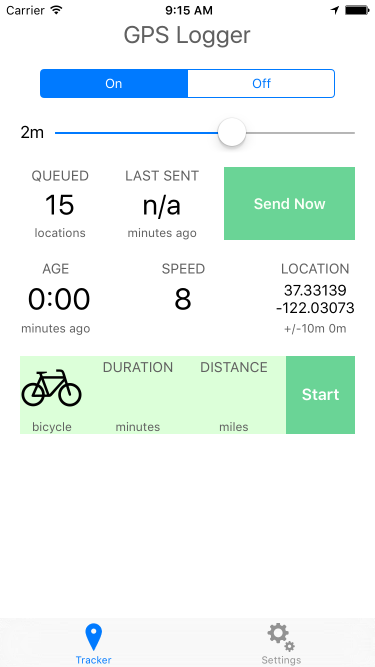 Carrier 9:15 AM
GPS Logger
On Off
2m
QUEUED LAST SENT
15 n/a Send Now
locations minutes ago
AGE SPEED LOCATION
0:00 8 37.33139
-122.03073
minutes ago +/-10m 0m
DURATION DISTANCE
Start
bicycle minutes miles
Tracker Settings